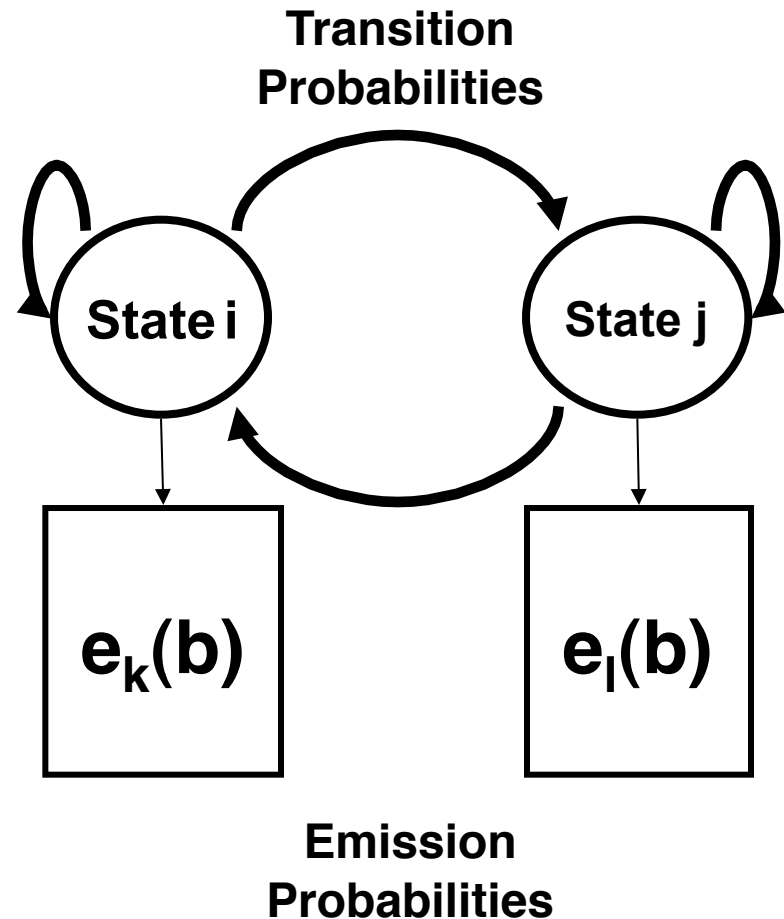 Transition
Probabilities
State i
State j
eₖ(b)
eₗ(b)
Emission
Probabilities